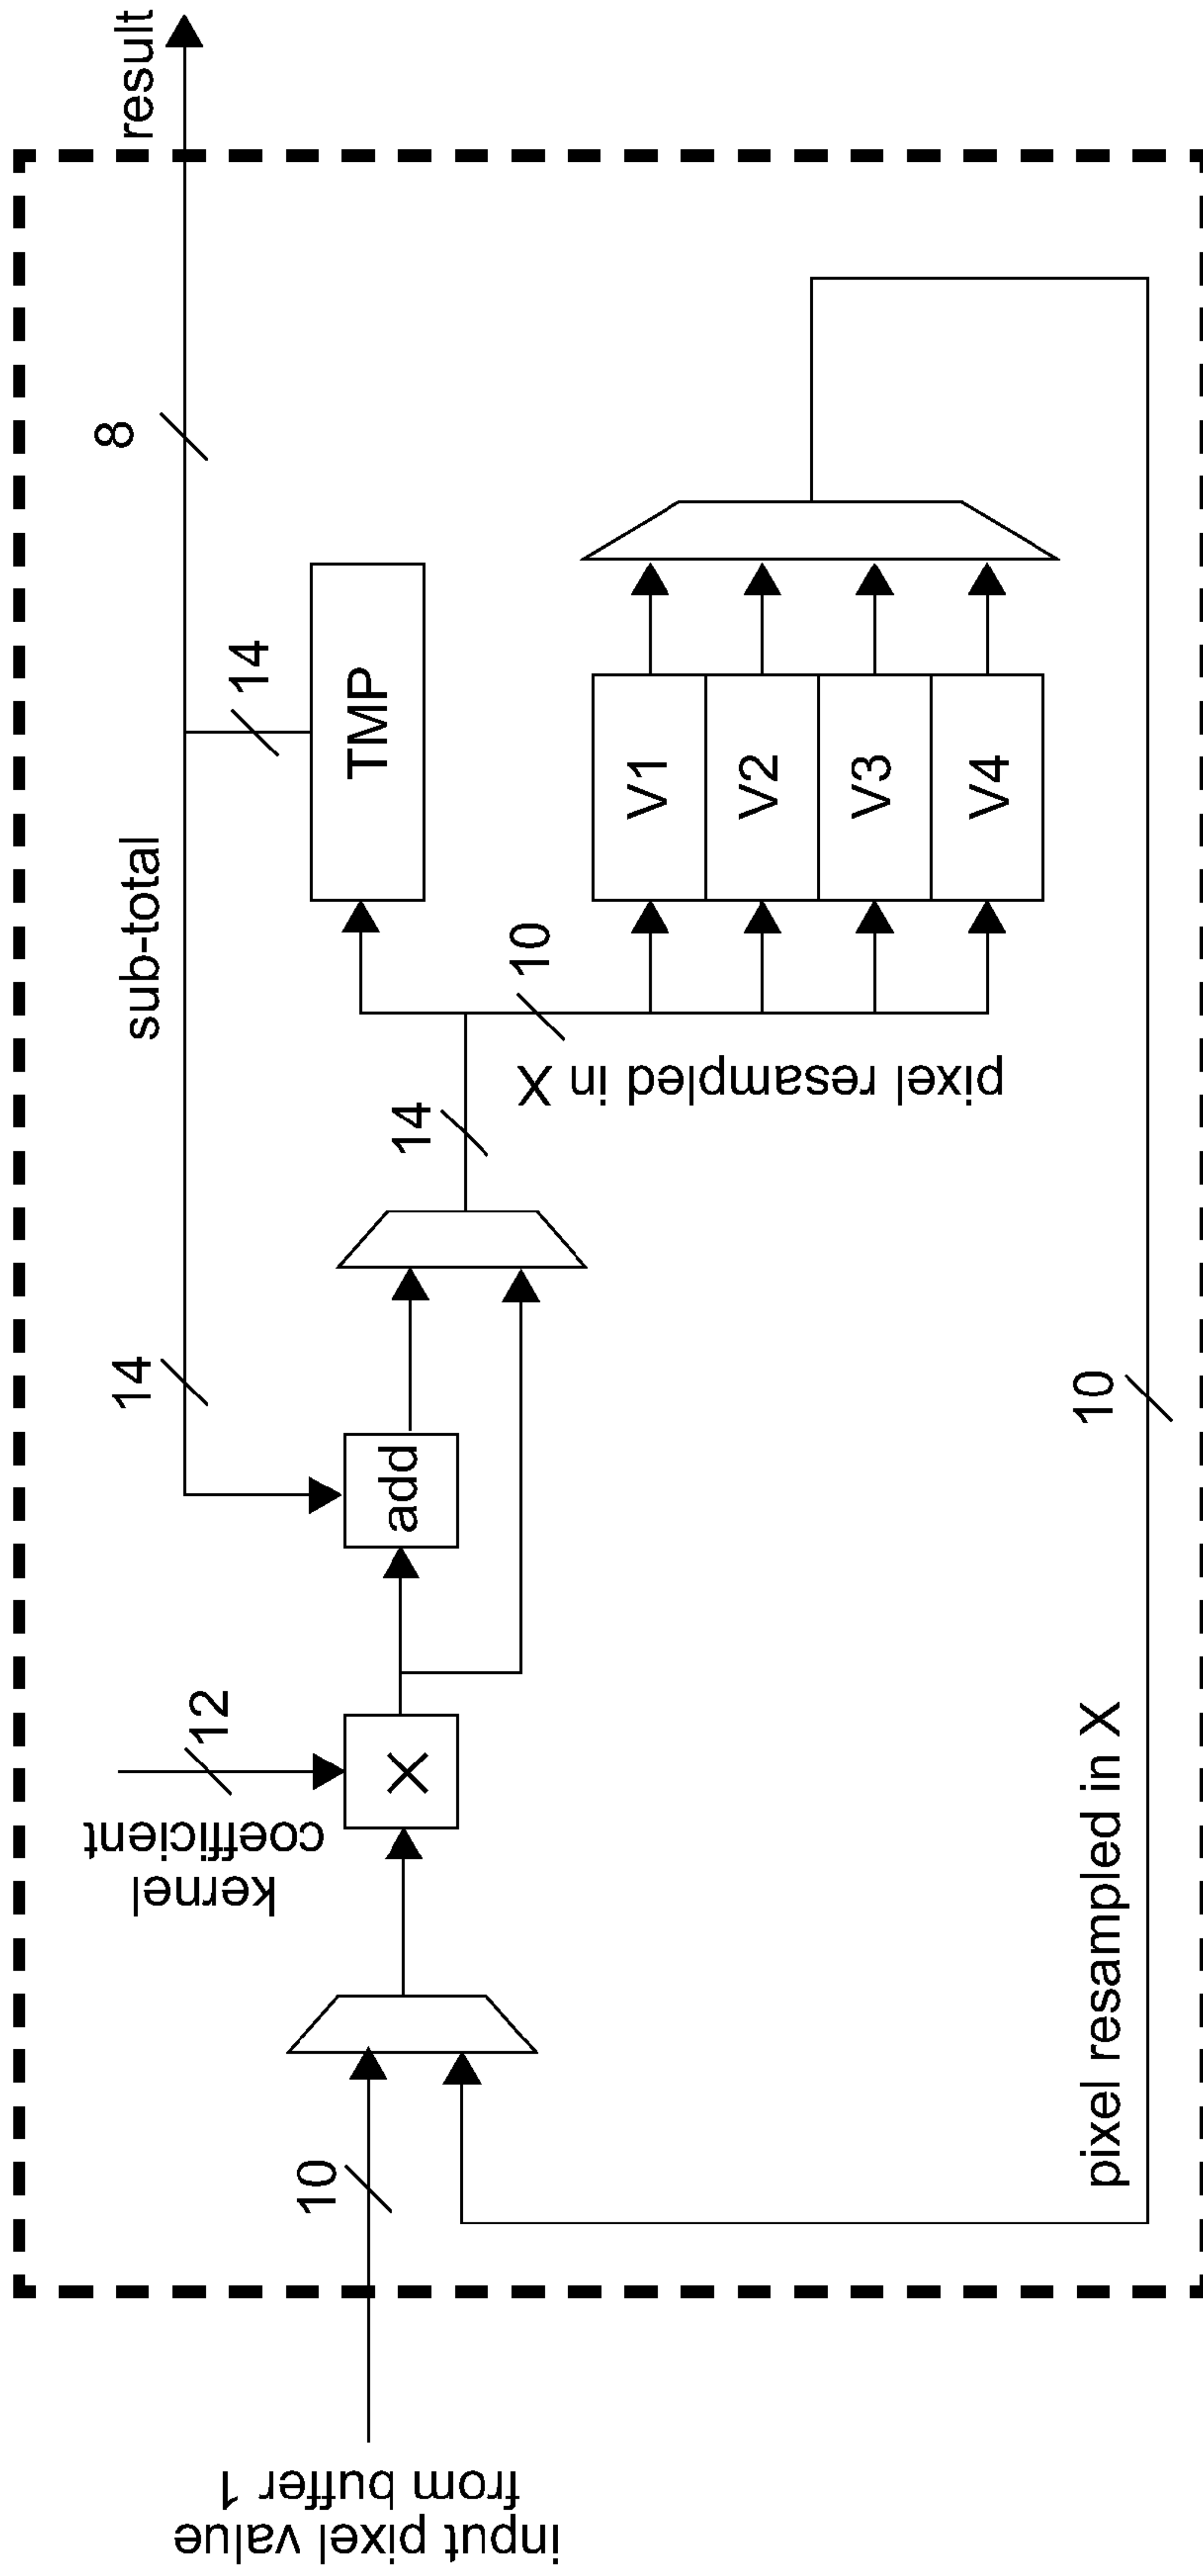 input pixel value
from buffer 1
10
kernel
coefficient
12
X
add
14
sub-total
14
pixel resampled in X
10
TMP
14
V1
V2
V3
V4
8
result
10
pixel resampled in X